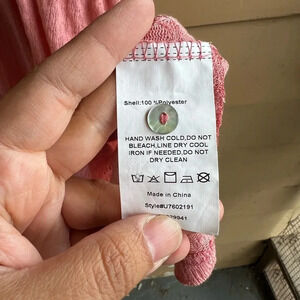 Shell:100 %Polyester
HAND WASH COLD,DO NOT
BLEACH,LINE DRY COOL
IRON IF NEEDED,DO NOT
DRY CLEAN
Made in China
Style#U7602191